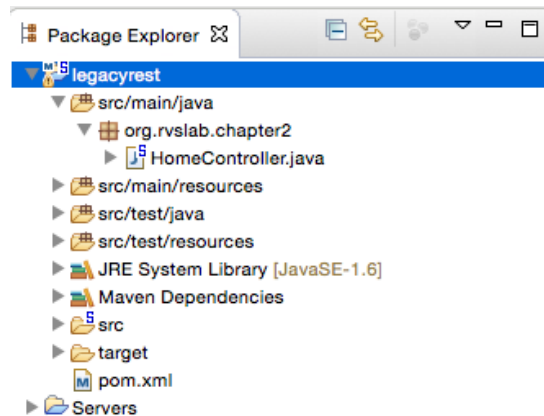 Package Explorer
legacyrest
src/main/java
org.rvslab.chapter2
HomeController.java
src/main/resources
src/test/java
src/test/resources
JRE System Library [JavaSE-1.6]
Maven Dependencies
src
target
pom.xml
Servers